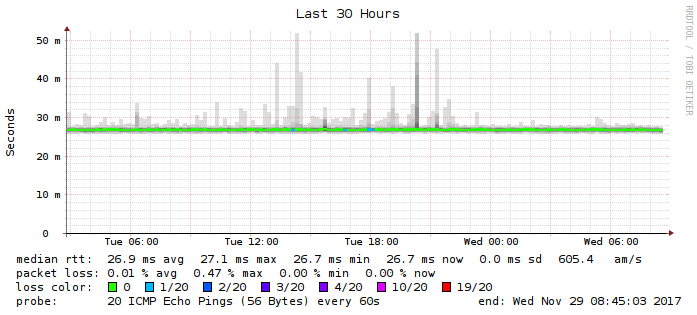 Last 30 Hours
RRDTOOL / TOBI OETIKER
Seconds
50 m
40 m
30 m
20 m
10 m
0
Tue 06:00 Tue 12:00 Tue 18:00 Wed 00:00 Wed 06:00
median rtt: 26.9 ms avg 27.1 ms max 26.7 ms min 26.7 ms now 0.0 ms sd 605.4 am/s
packet loss: 0.01 % avg 0.47 % max 0.00 % min 0.00 % now
loss color: 0 1/20 2/20 3/20 4/20 10/20 19/20
probe: 20 ICMP Echo Pings (56 Bytes) every 60s end: Wed Nov 29 08:45:03 2017